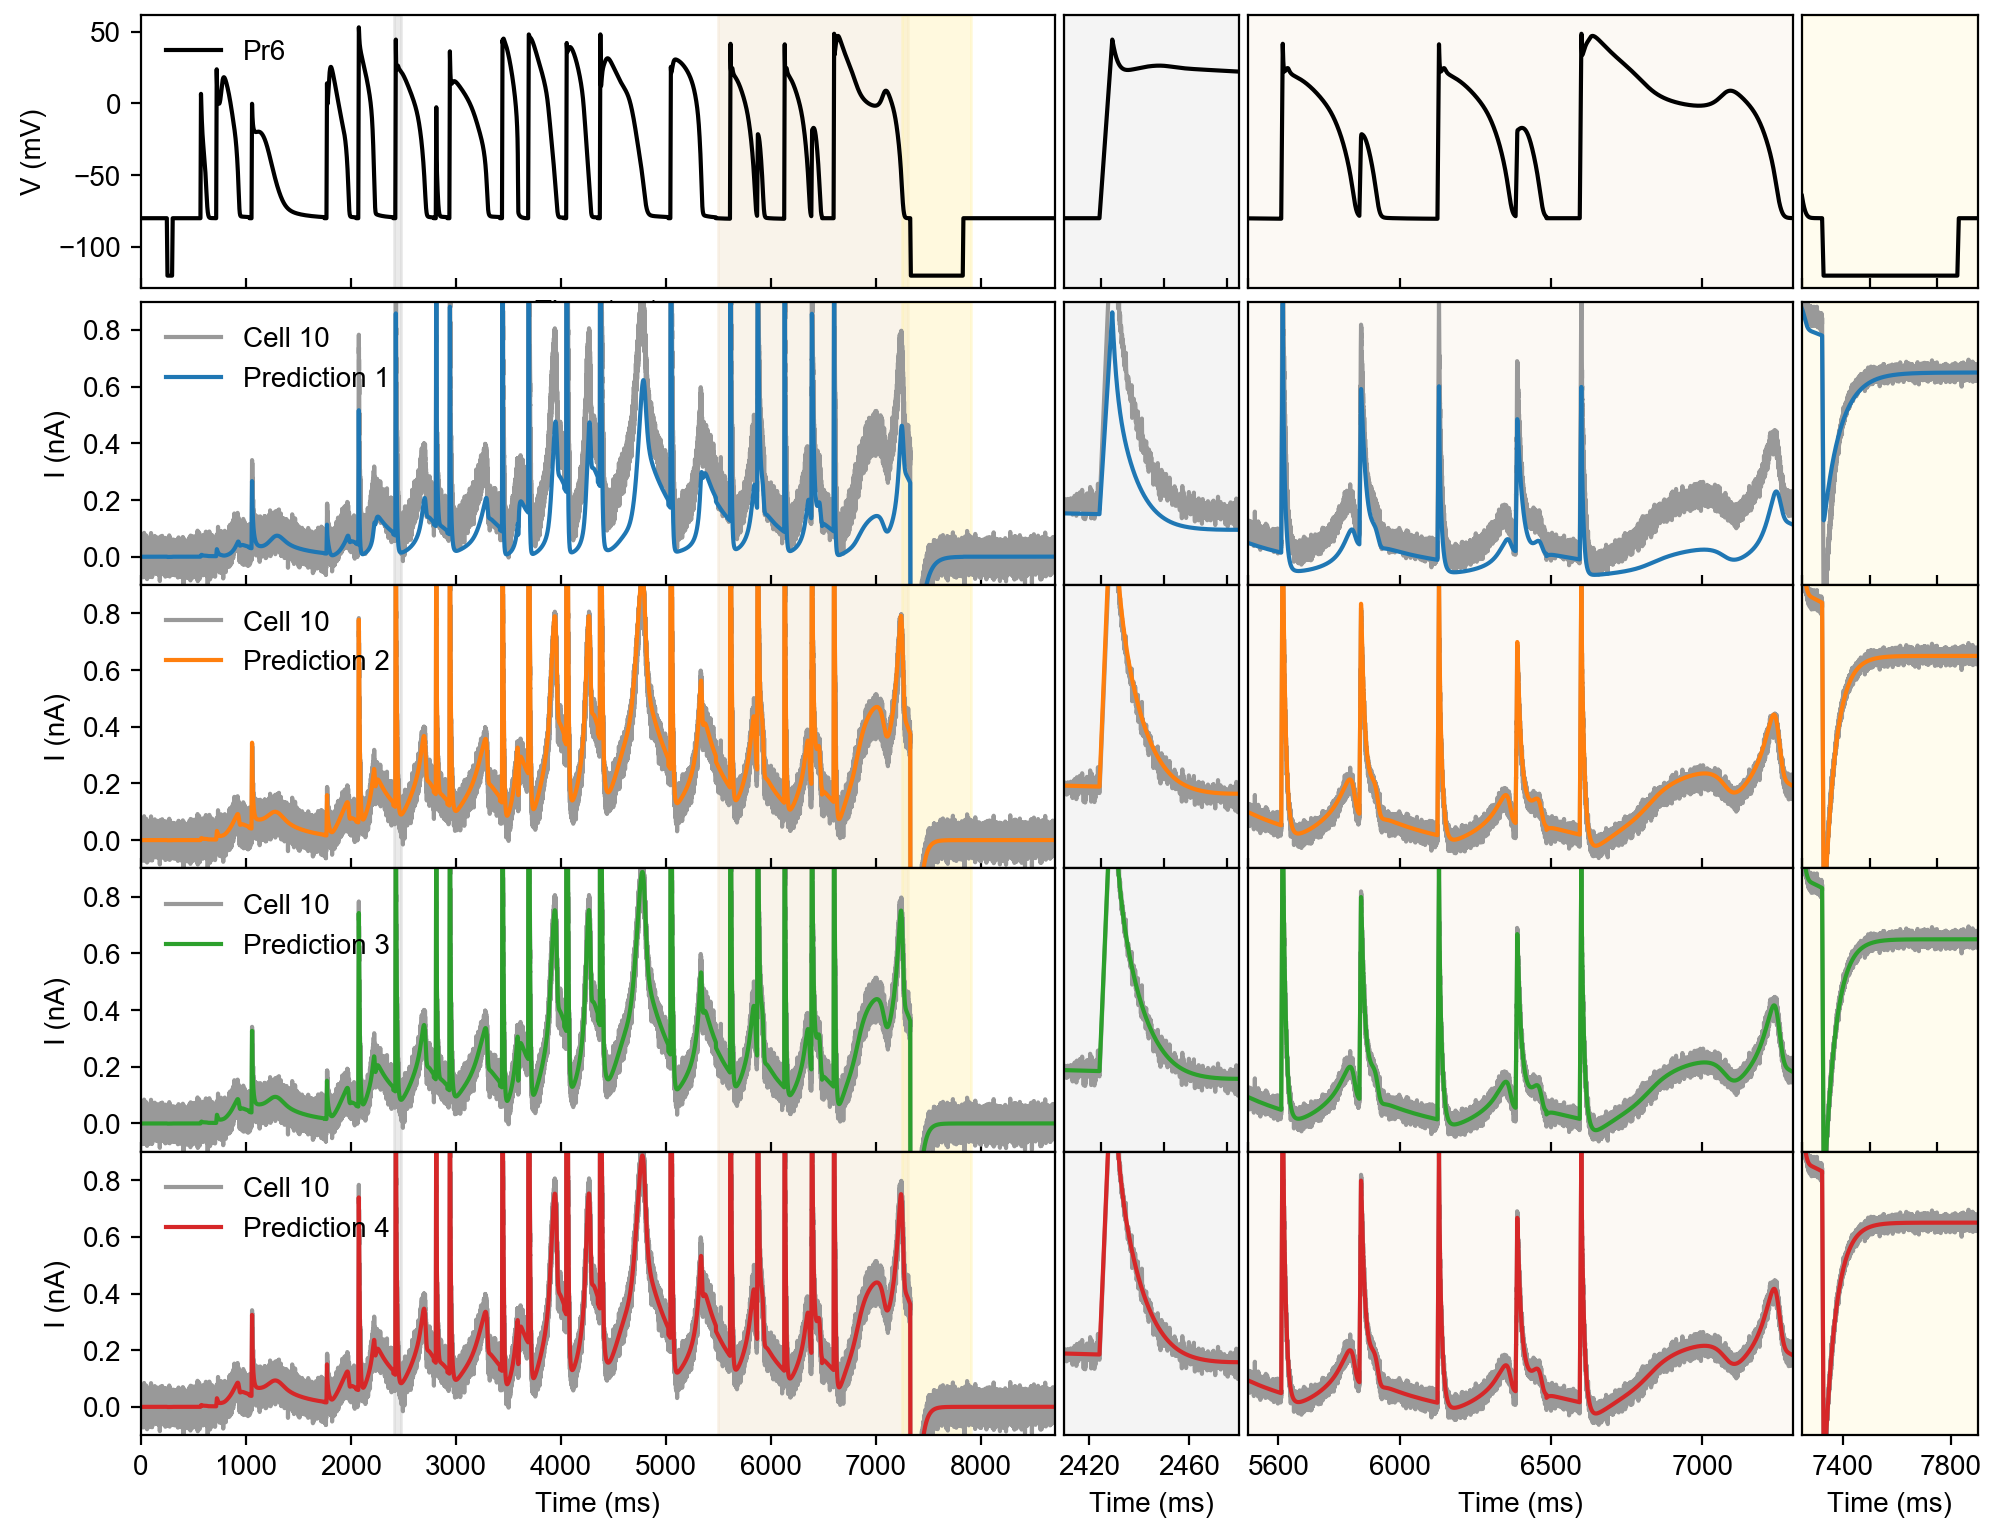 50
0
−50
−100
V (mV)
Pr6
0.8
0.6
0.4
0.2
0.0
I (nA)
Cell 10
Prediction 1
0.8
0.6
0.4
0.2
0.0
I (nA)
Cell 10
Prediction 2
0.8
0.6
0.4
0.2
0.0
I (nA)
Cell 10
Prediction 3
0.8
0.6
0.4
0.2
0.0
I (nA)
Cell 10
Prediction 4
0 1000 2000 3000 4000 5000 6000 7000 8000
2420 2460
5600 6000 6500 7000
7400 7800
Time (ms) Time (ms) Time (ms) Time (ms)